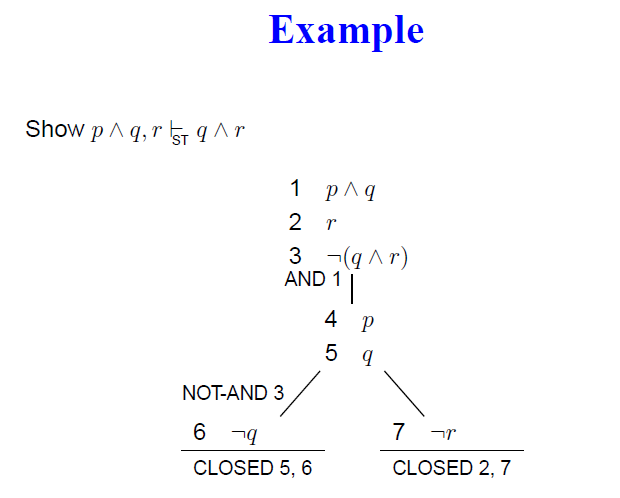 Example
Show p ∧ q, r ⊢ST q ∧ r
1 p ∧ q
2 r
3 ¬(q ∧ r)
AND 1
4 p
5 q
NOT-AND 3
6 ¬q 7 ¬r
CLOSED 5, 6 CLOSED 2, 7